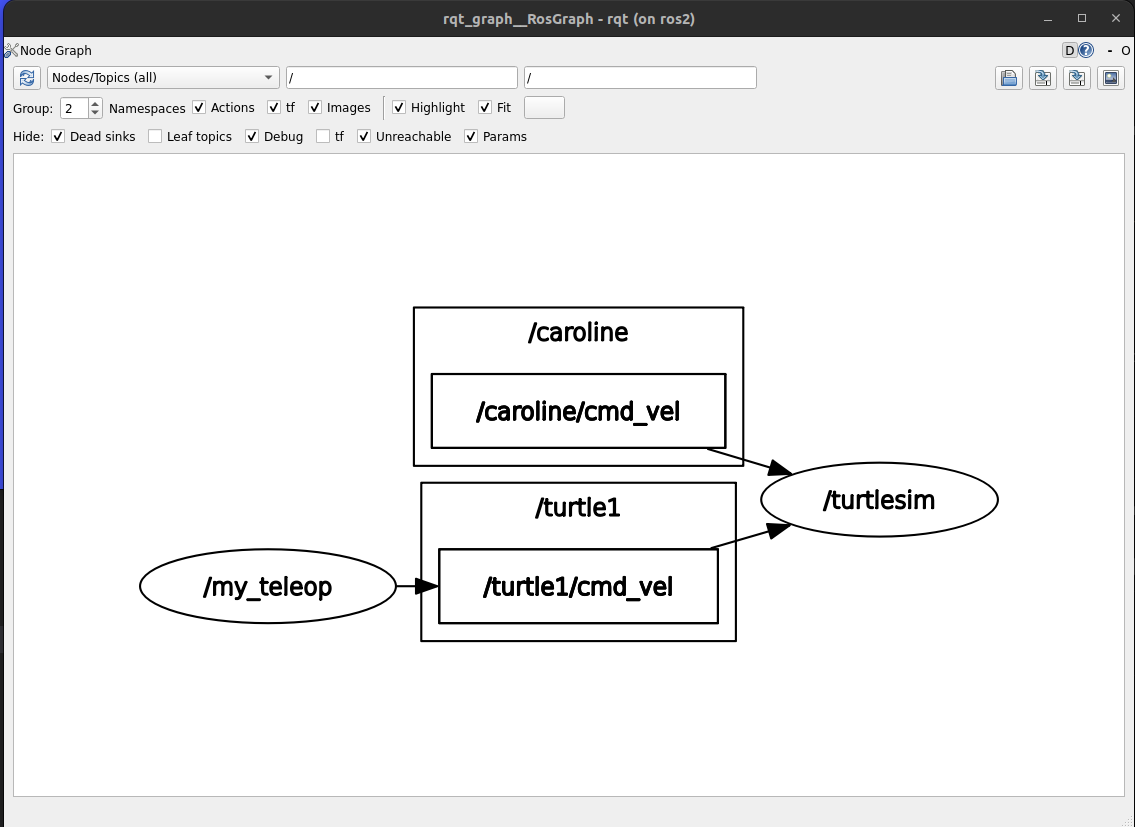 rqt_graph__RosGraph - rqt (on ros2)
Node Graph
D ? - O
Nodes/Topics (all) / /
Group: 2 Namespaces Actions tf Images Highlight Fit
Hide: Dead sinks Leaf topics Debug tf Unreachable Params
/caroline
/caroline/cmd_vel
/turtlesim
/turtle1
/my_teleop
/turtle1/cmd_vel